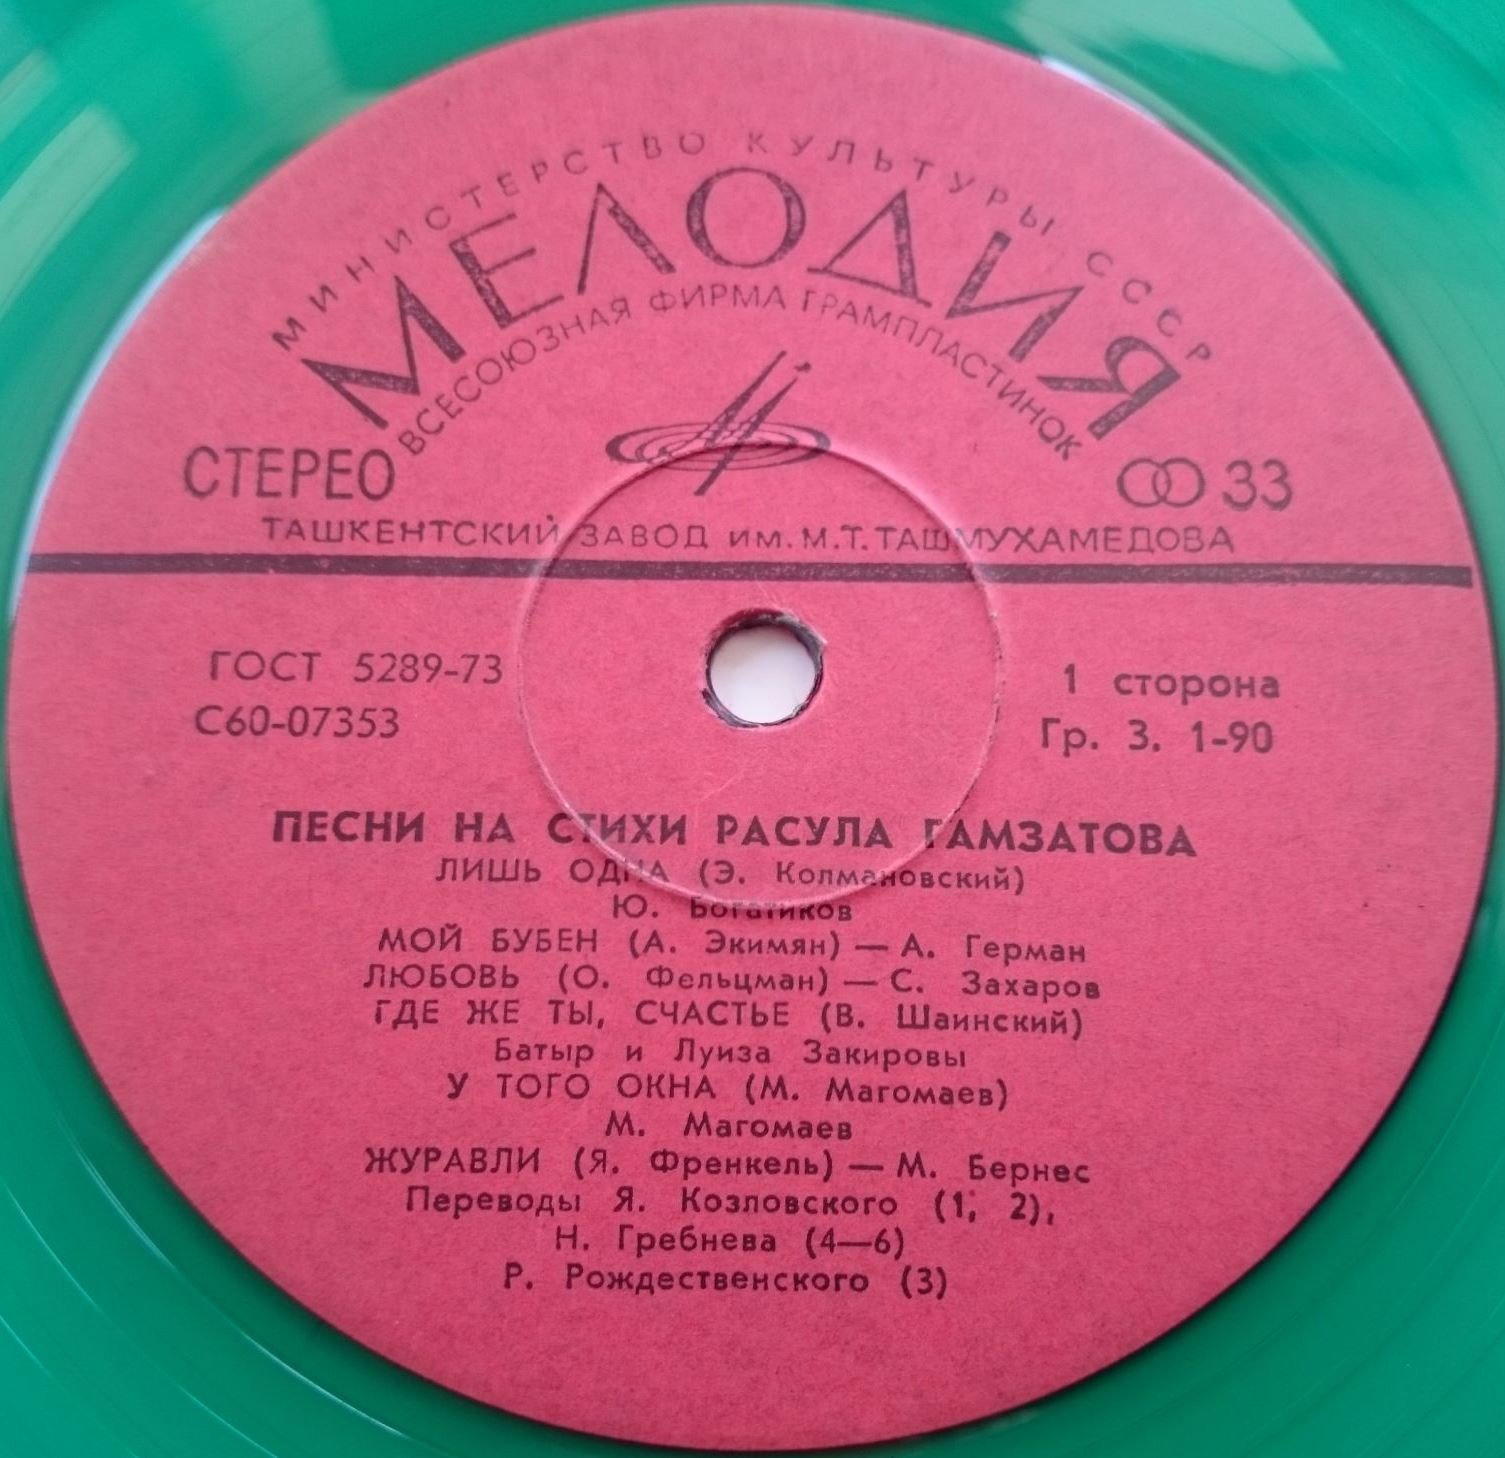 МИНИСТЕРСТВО КУЛЬТУРЫ СССР
МЕЛОДИЯ
ВСЕСОЮЗНАЯ ФИРМА ГРАМПЛАСТИНОК
СТЕРЕО 33
ТАШКЕНТСКИЙ ЗАВОД им. М.Т. ТАШМУХАМЕДОВА
ГОСТ 5289-73 1 сторона
С60-07353 Гр. 3. 1-90
ПЕСНИ НА СТИХИ РАСУЛА ГАМЗАТОВА
ЛИШЬ ОДНА (Э. Колмановский)
Ю. Богатиков
МОЙ БУБЕН (А. Экимян) — А. Герман
ЛЮБОВЬ (О. Фельцман) — С. Захаров
ГДЕ ЖЕ ТЫ, СЧАСТЬЕ (В. Шаинский)
Батыр и Луиза Закировы
У ТОГО ОКНА (М. Магомаев)
М. Магомаев
ЖУРАВЛИ (Я. Френкель) — М. Бернес
Переводы Я. Козловского (1, 2),
Н. Гребнева (4—6)
Р. Рождественского (3)